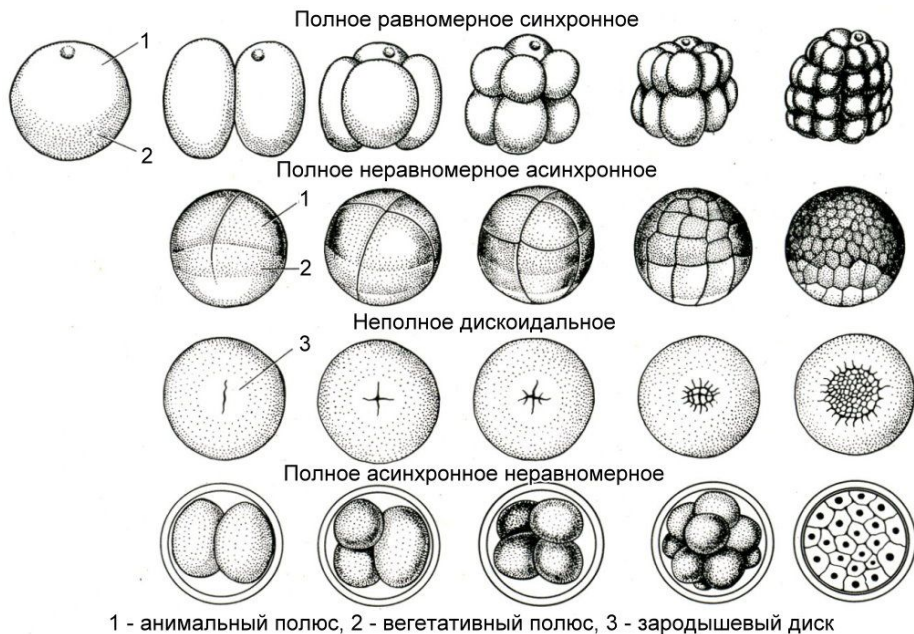 Полное равномерное синхронное
1
2
Полное неравномерное асинхронное
1
2
Неполное дискоидальное
3
Полное асинхронное неравномерное
1 - анимальный полюс, 2 - вегетативный полюс, 3 - зародышевый диск